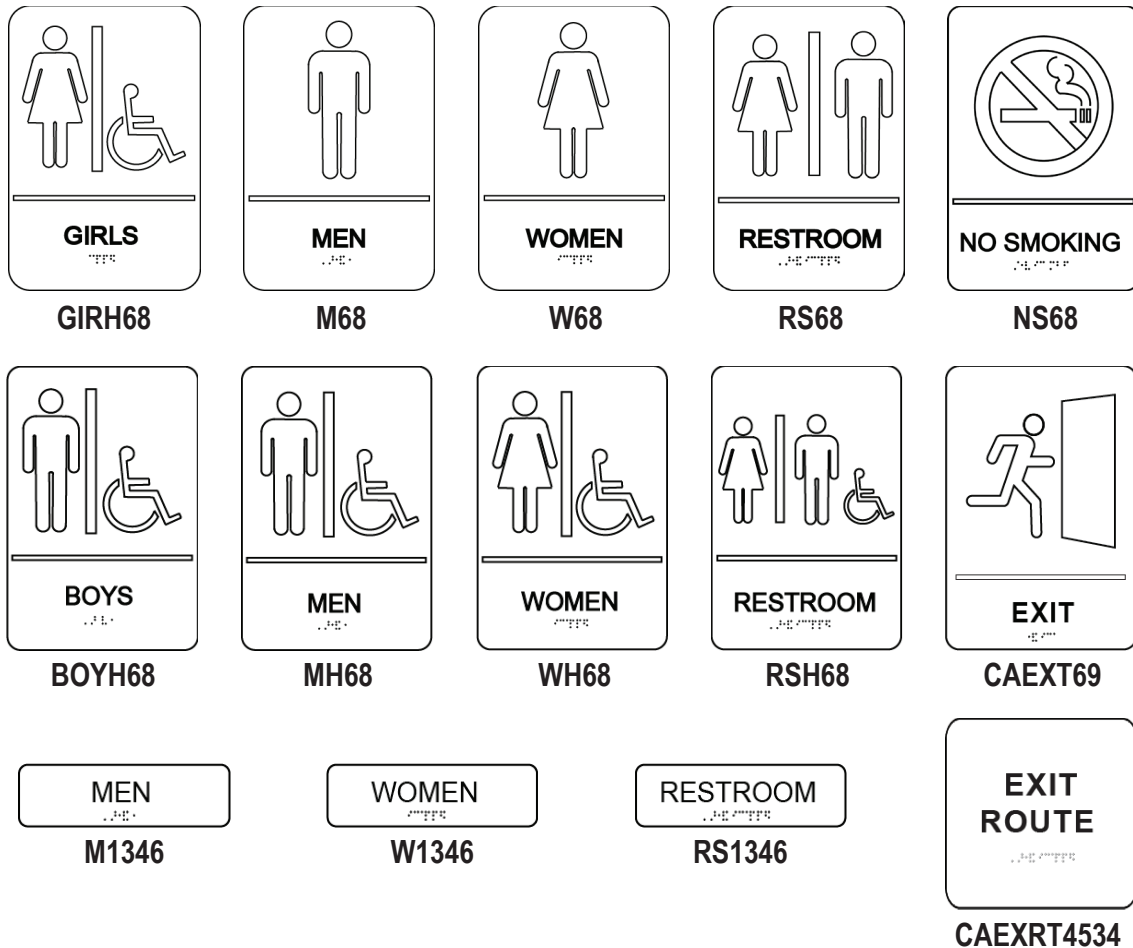 GIRLS
MEN
WOMEN
RESTROOM
NO SMOKING
GIRH68
M68
W68
RS68
NS68
BOYS
MEN
WOMEN
RESTROOM
EXIT
BOYH68
MH68
WH68
RSH68
CAEXT69
MEN
WOMEN
RESTROOM
M1346
W1346
RS1346
EXIT
ROUTE
CAEXRT4534